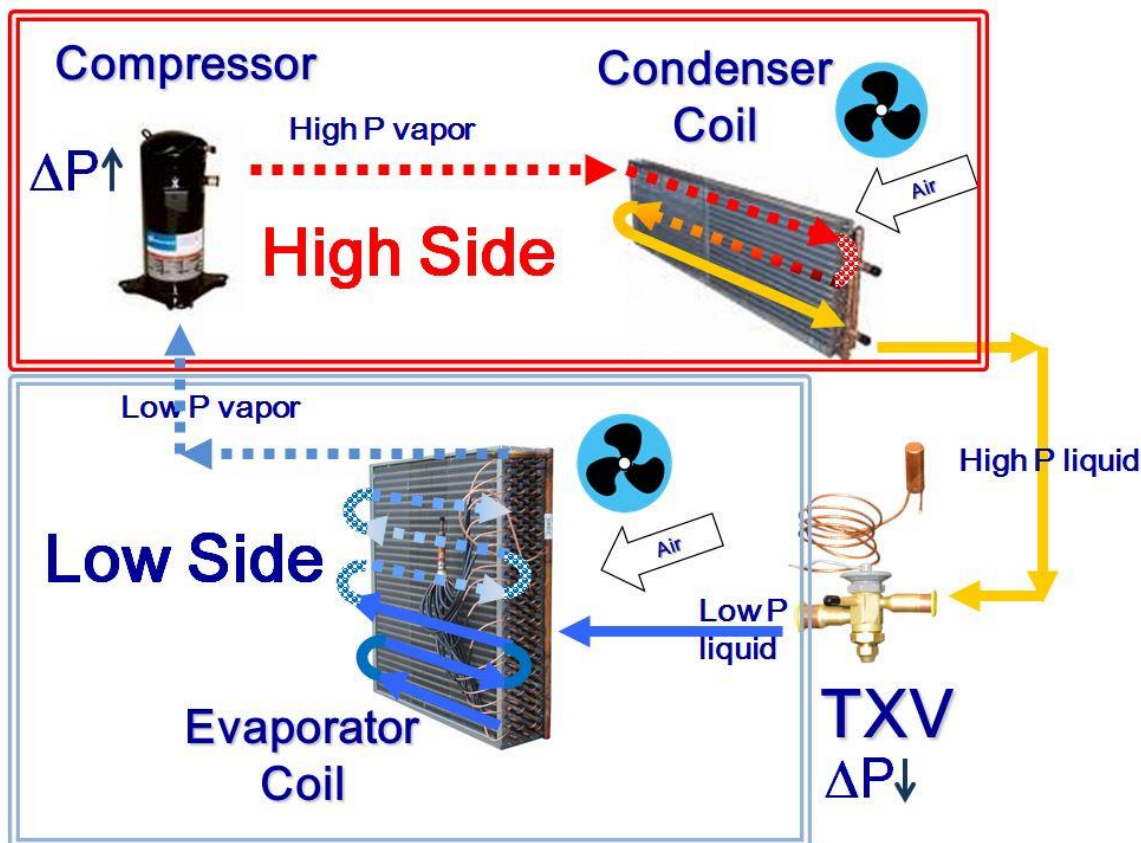 Compressor
Condenser
Coil
High P vapor
ΔP↑
Air
High Side
Low P vapor
High P liquid
Low Side
Air
Low P
liquid
Evaporator
Coil
TXV
ΔP↓